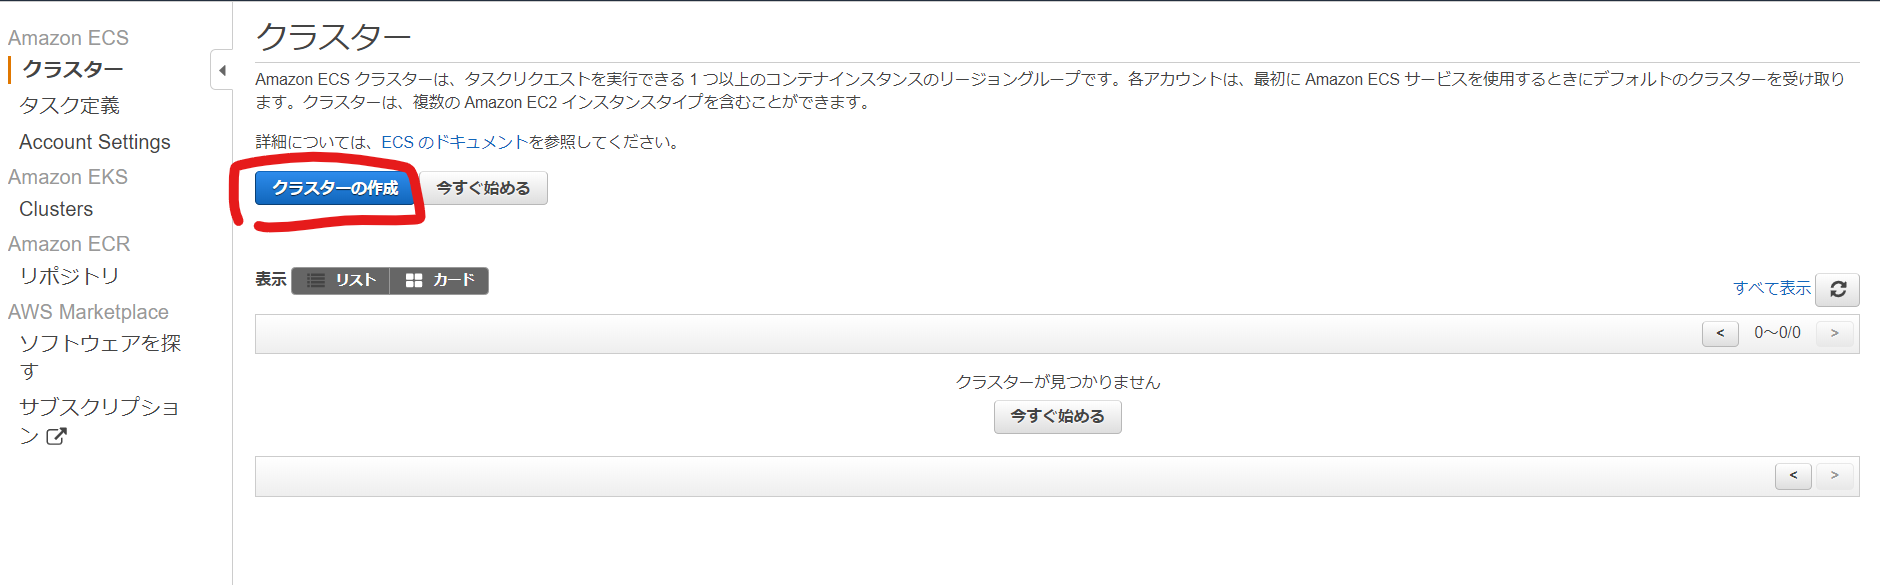 Amazon ECS
クラスター
タスク定義
Account Settings
Amazon EKS
Clusters
Amazon ECR
リポジトリ
AWS Marketplace
ソフトウェアを探
す
サブスクリプショ
ン
クラスター
Amazon ECS クラスターは、タスクリクエストを実行できる 1 つ以上のコンテナインスタンスのリージョングループです。各アカウントは、最初に Amazon ECS サービスを使用するときにデフォルトのクラスターを受け取り
ます。クラスターは、複数の Amazon EC2 インスタンスタイプを含むことができます。
詳細については、ECS のドキュメントを参照してください。
クラスターの作成 今すぐ始める
表示 リスト カード
すべて表示
< 0～0/0 >
クラスターが見つかりません
今すぐ始める
< >